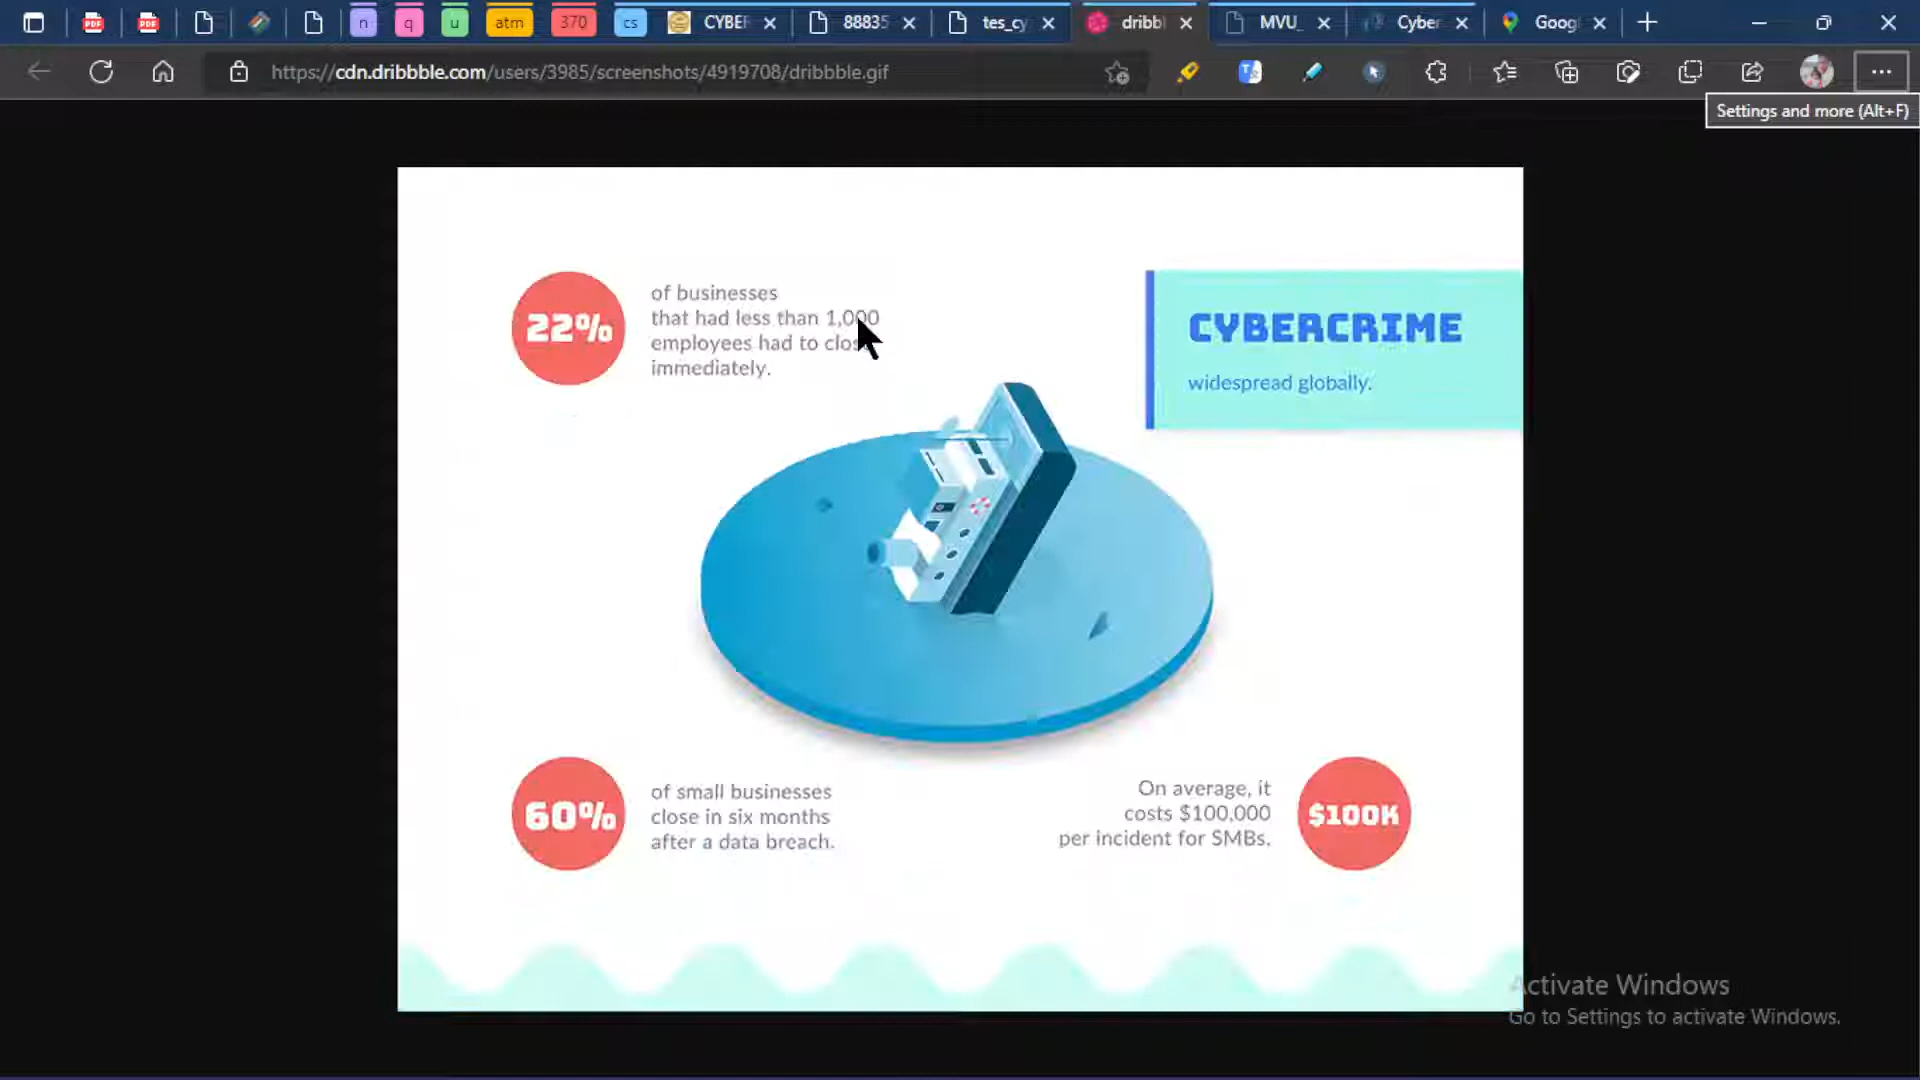 n
q
u
atm
370
cs
CYBER
88835
tes_cy
dribbl
MVU_
Cyber
Goog
https://cdn.dribbble.com/users/3985/screenshots/4919708/dribbble.gif
Settings and more (Alt+F)
22%
of businesses
that had less than 1,000
employees had to close
immediately.
CYBERCRIME
widespread globally.
60%
of small businesses
close in six months
after a data breach.
On average, it
costs $100,000
per incident for SMBs.
$100K
Activate Windows
Go to Settings to activate Windows.